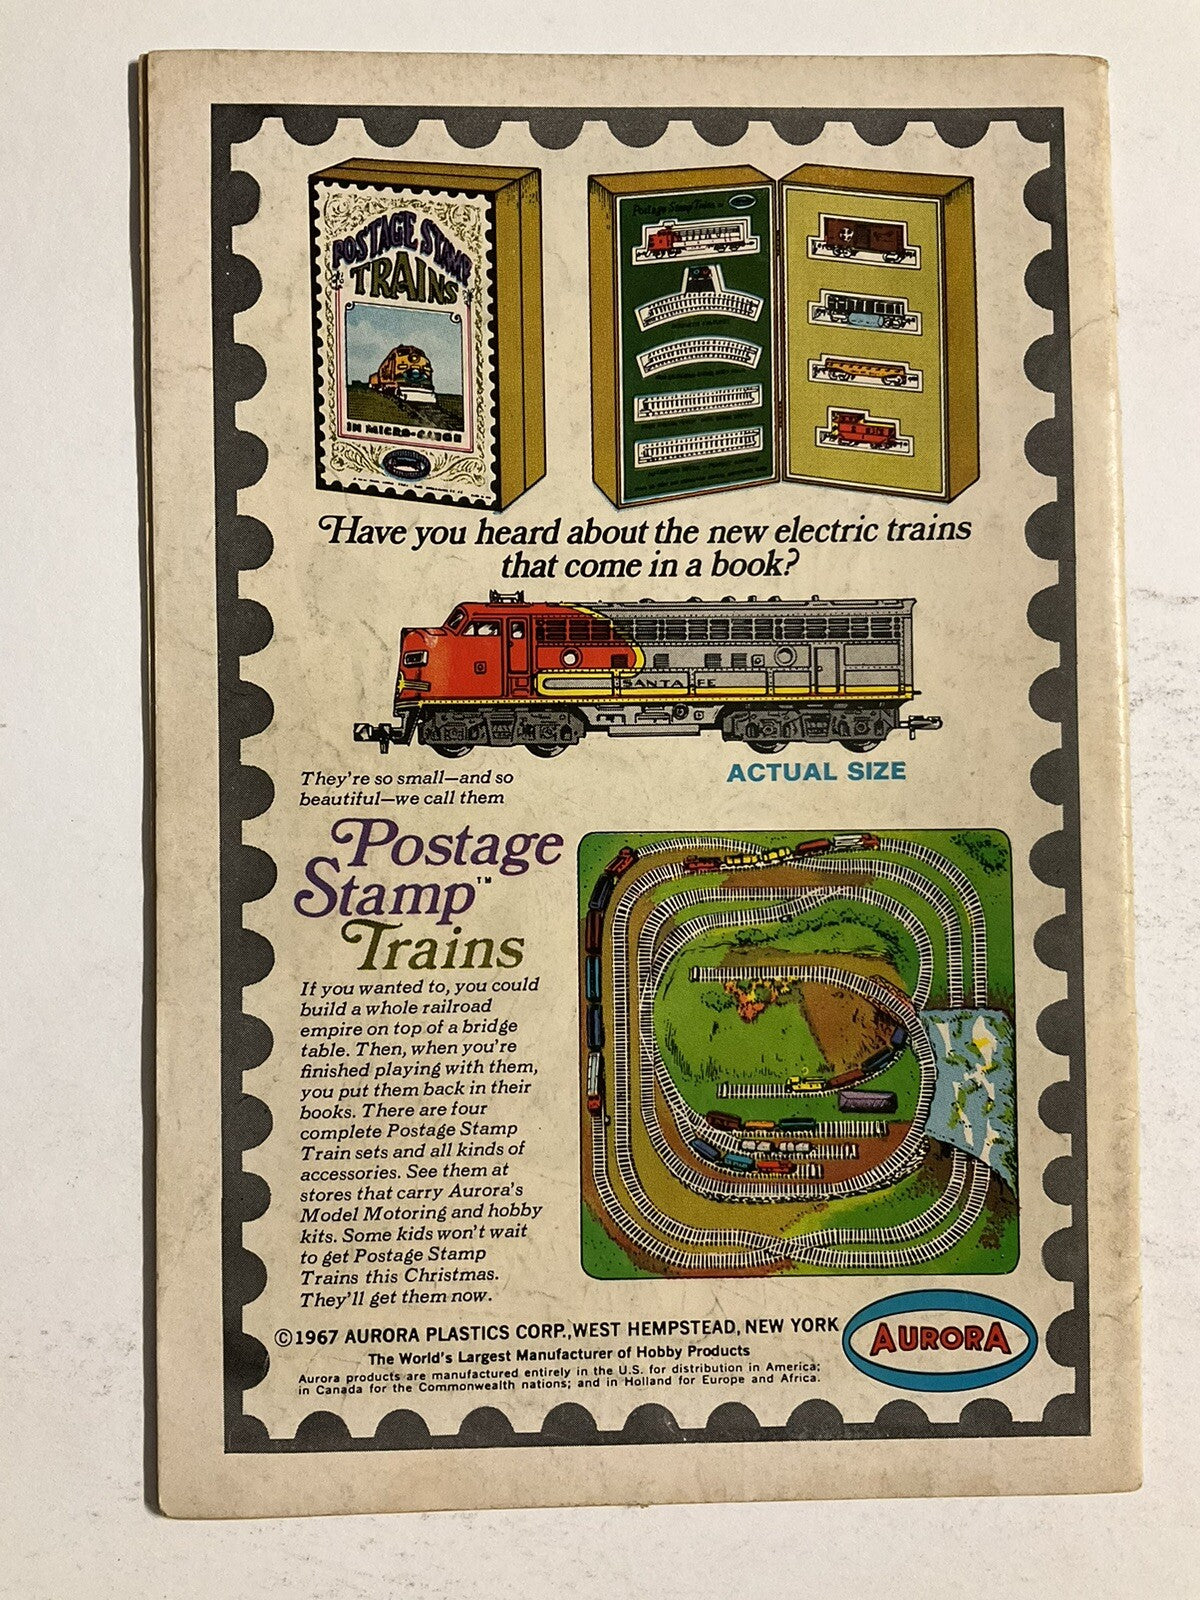 POSTAGE STAMP
TRAINS
IN MICRO-GAUGE
Postage Stamp Trains
Have you heard about the new electric trains
that come in a book?
SANTA FE
ACTUAL SIZE
They're so small—and so
beautiful—we call them
Postage
Stamp™
Trains
If you wanted to, you could
build a whole railroad
empire on top of a bridge
table. Then, when you're
finished playing with them,
you put them back in their
books. There are four
complete Postage Stamp
Train sets and all kinds of
accessories. See them at
stores that carry Aurora's
Model Motoring and hobby
kits. Some kids won't wait
to get Postage Stamp
Trains this Christmas.
They'll get them now.
©1967 AURORA PLASTICS CORP., WEST HEMPSTEAD, NEW YORK
The World's Largest Manufacturer of Hobby Products
Aurora products are manufactured entirely in the U.S. for distribution in America;
in Canada for the Commonwealth nations; and in Holland for Europe and Africa.
AURORA